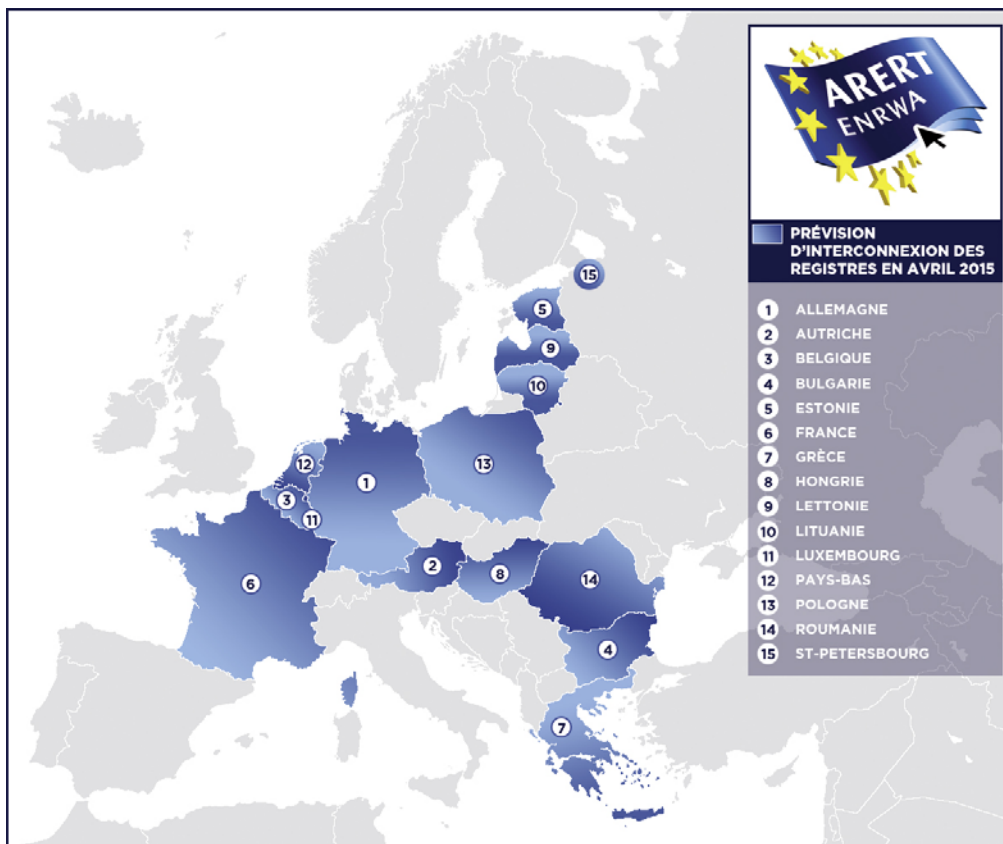 ARERT
ENRWA
PRÉVISION
D'INTERCONNEXION DES
REGISTRES EN AVRIL 2015
1 ALLEMAGNE
2 AUTRICHE
3 BELGIQUE
4 BULGARIE
5 ESTONIE
6 FRANCE
7 GRÈCE
8 HONGRIE
9 LETTONIE
10 LITUANIE
11 LUXEMBOURG
12 PAYS-BAS
13 POLOGNE
14 ROUMANIE
15 ST-PETERSBOURG
15
5
9
10
12
13
1
3
11
2
8
6
14
4
7